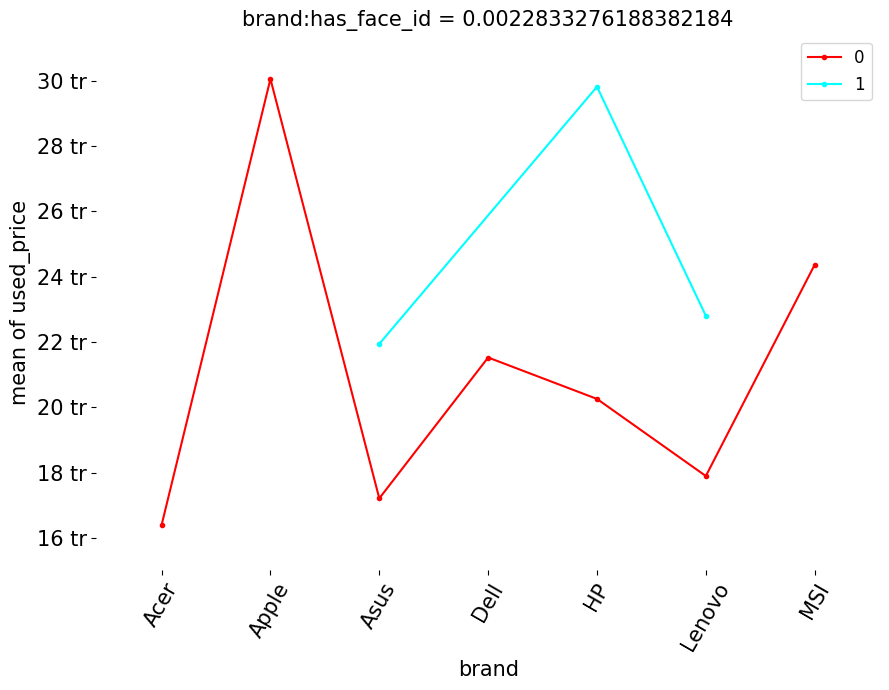 brand:has_face_id = 0.0022833276188382184
0
1
30 tr
28 tr
26 tr
24 tr
22 tr
20 tr
18 tr
16 tr
mean of used_price
Acer
Apple
Asus
Dell
HP
Lenovo
MSI
brand